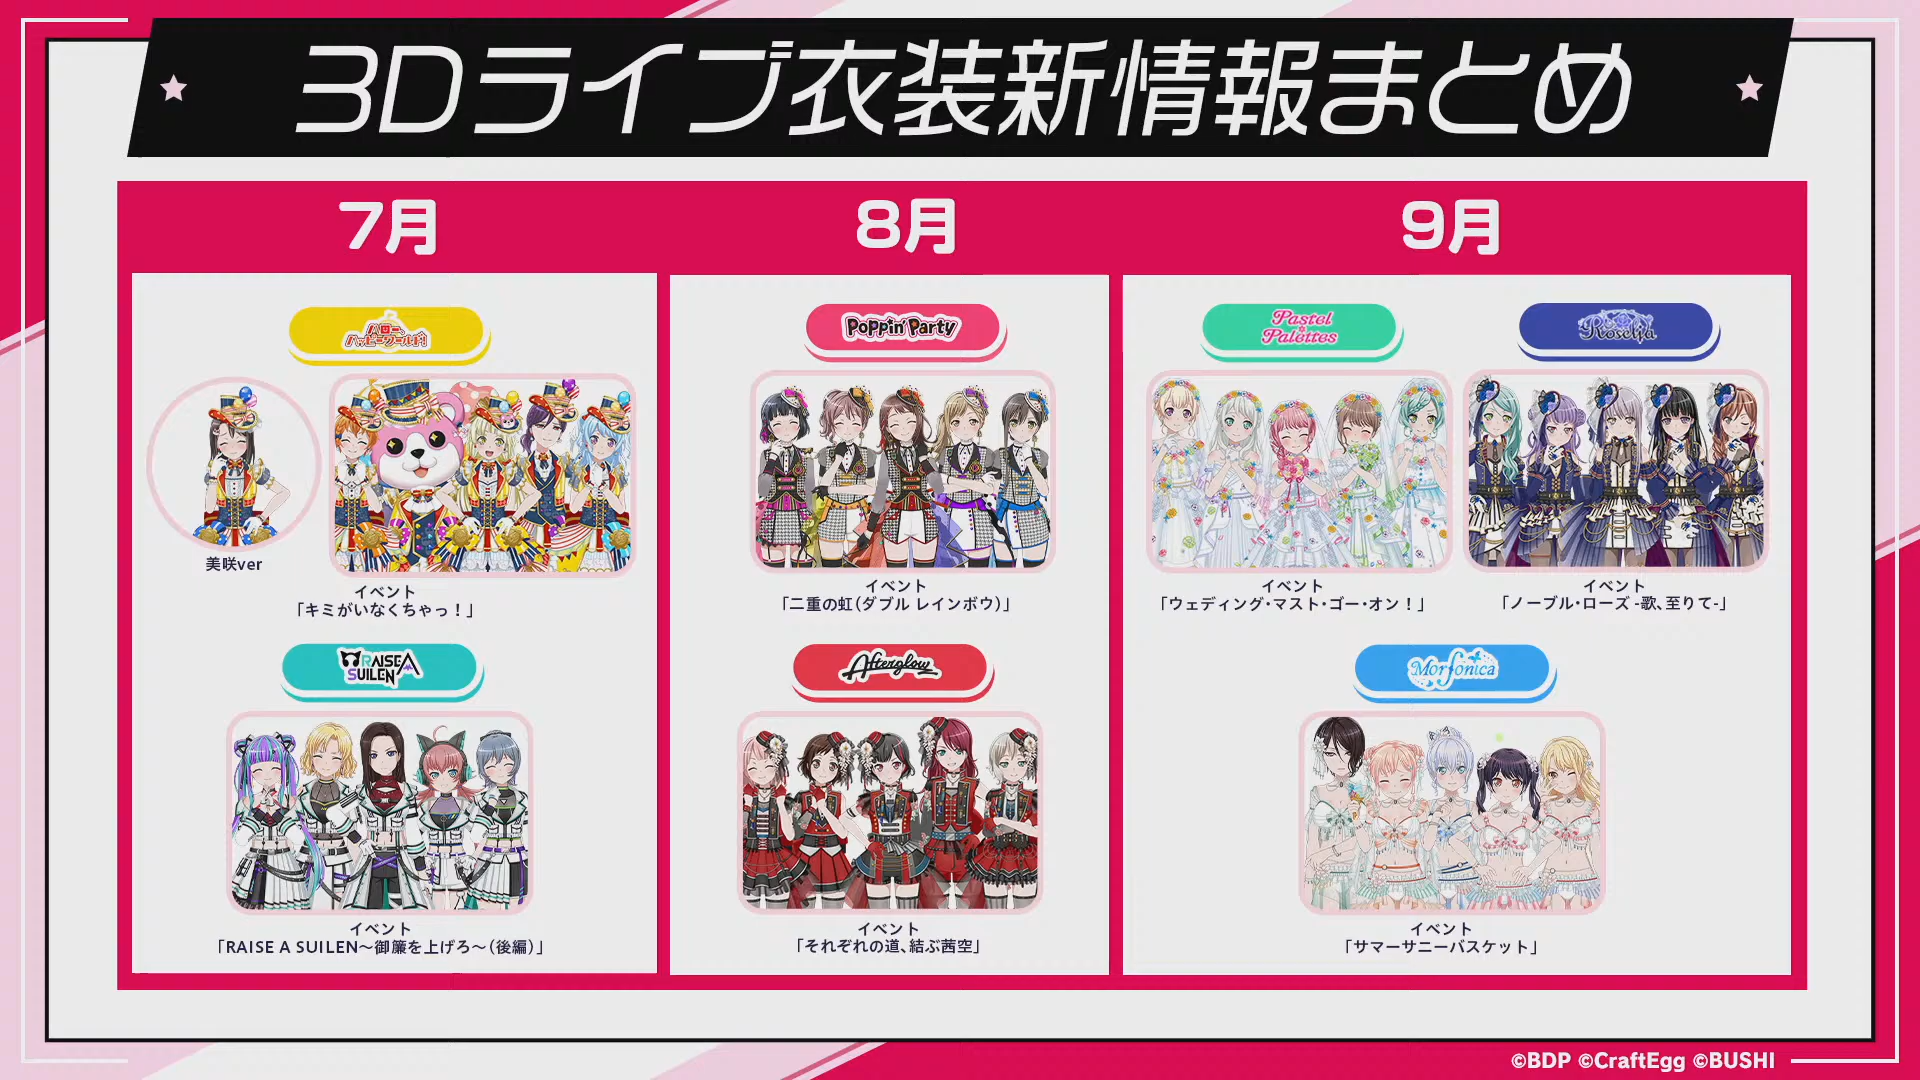 3Dライブ衣装新情報まとめ
7月
ハロー、
ハッピーワールド!
美咲ver
イベント
「キミがいなくちゃっ！」
RAISE A
SUILEN
イベント
「RAISE A SUILEN〜御簾を上げろ〜（後編）」
8月
Poppin'Party
イベント
「二重の虹(ダブル レインボウ)」
Afterglow
イベント
「それぞれの道、結ぶ茜空」
9月
Pastel
Palettes
イベント
「ウェディング・マスト・ゴー・オン！」
Roselia
イベント
「ノーブル・ローズ -歌、至りて-」
Morfonica
イベント
「サマーサニーバスケット」
©BDP ©CraftEgg ©BUSHI